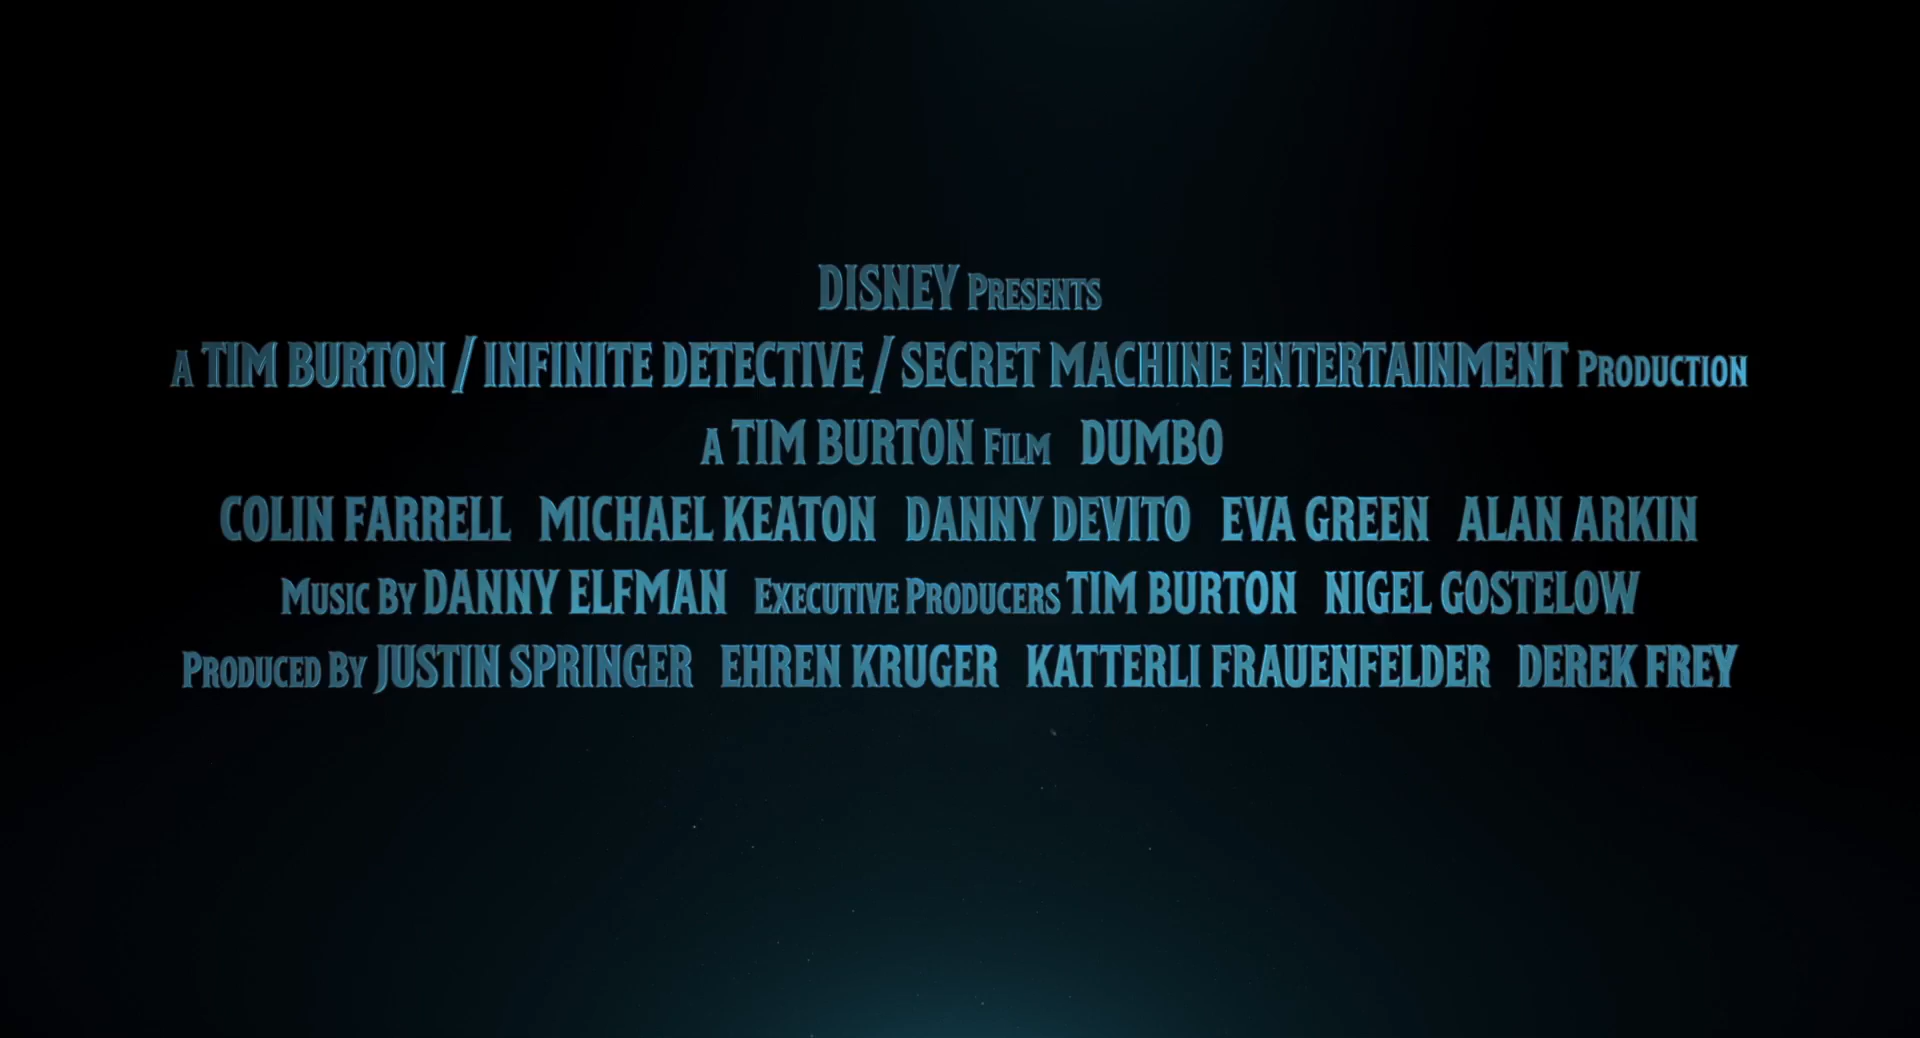 DISNEY PRESENTS
A TIM BURTON / INFINITE DETECTIVE / SECRET MACHINE ENTERTAINMENT PRODUCTION
A TIM BURTON FILM DUMBO
COLIN FARRELL MICHAEL KEATON DANNY DEVITO EVA GREEN ALAN ARKIN
MUSIC BY DANNY ELFMAN EXECUTIVE PRODUCERS TIM BURTON NIGEL GOSTELOW
PRODUCED BY JUSTIN SPRINGER EHREN KRUGER KATTERLI FRAUENFELDER DEREK FREY